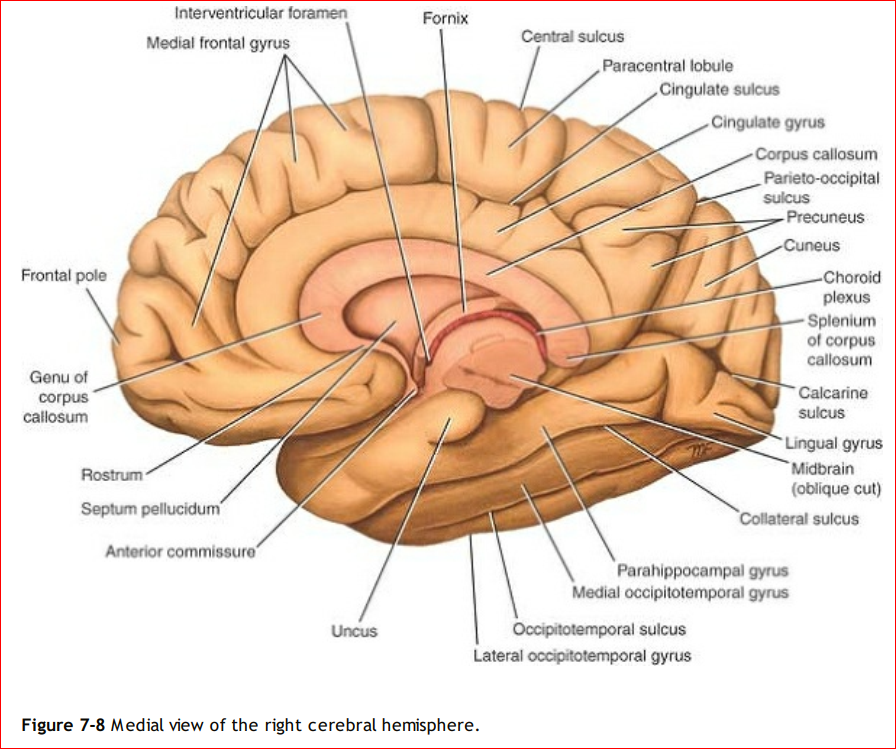 Interventricular foramen
Fornix
Medial frontal gyrus
Central sulcus
Paracentral lobule
Cingulate sulcus
Cingulate gyrus
Corpus callosum
Parieto-occipital
sulcus
Precuneus
Cuneus
Frontal pole
Choroid
plexus
Splenium
of corpus
callosum
Genu of
corpus
callosum
Calcarine
sulcus
Lingual gyrus
Rostrum
Midbrain
(oblique cut)
Septum pellucidum
Collateral sulcus
Anterior commissure
Parahippocampal gyrus
Medial occipitotemporal gyrus
Uncus
Occipitotemporal sulcus
Lateral occipitotemporal gyrus
Figure 7-8 Medial view of the right cerebral hemisphere.